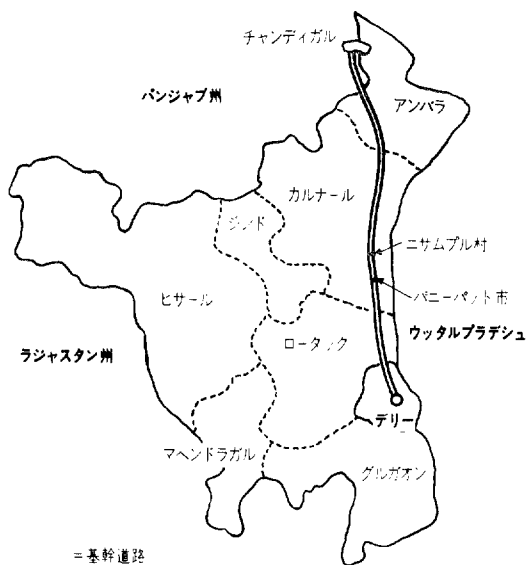 チャンディガル
パンジャブ州
アンバラ
カルナール
ジンド
ニサムプル村
ヒサール
パニーパット市
ウッタルプラデシュ
ロータック
ラジャスタン州
デリー
マヘンドラガル
グルガオン
=基幹道路